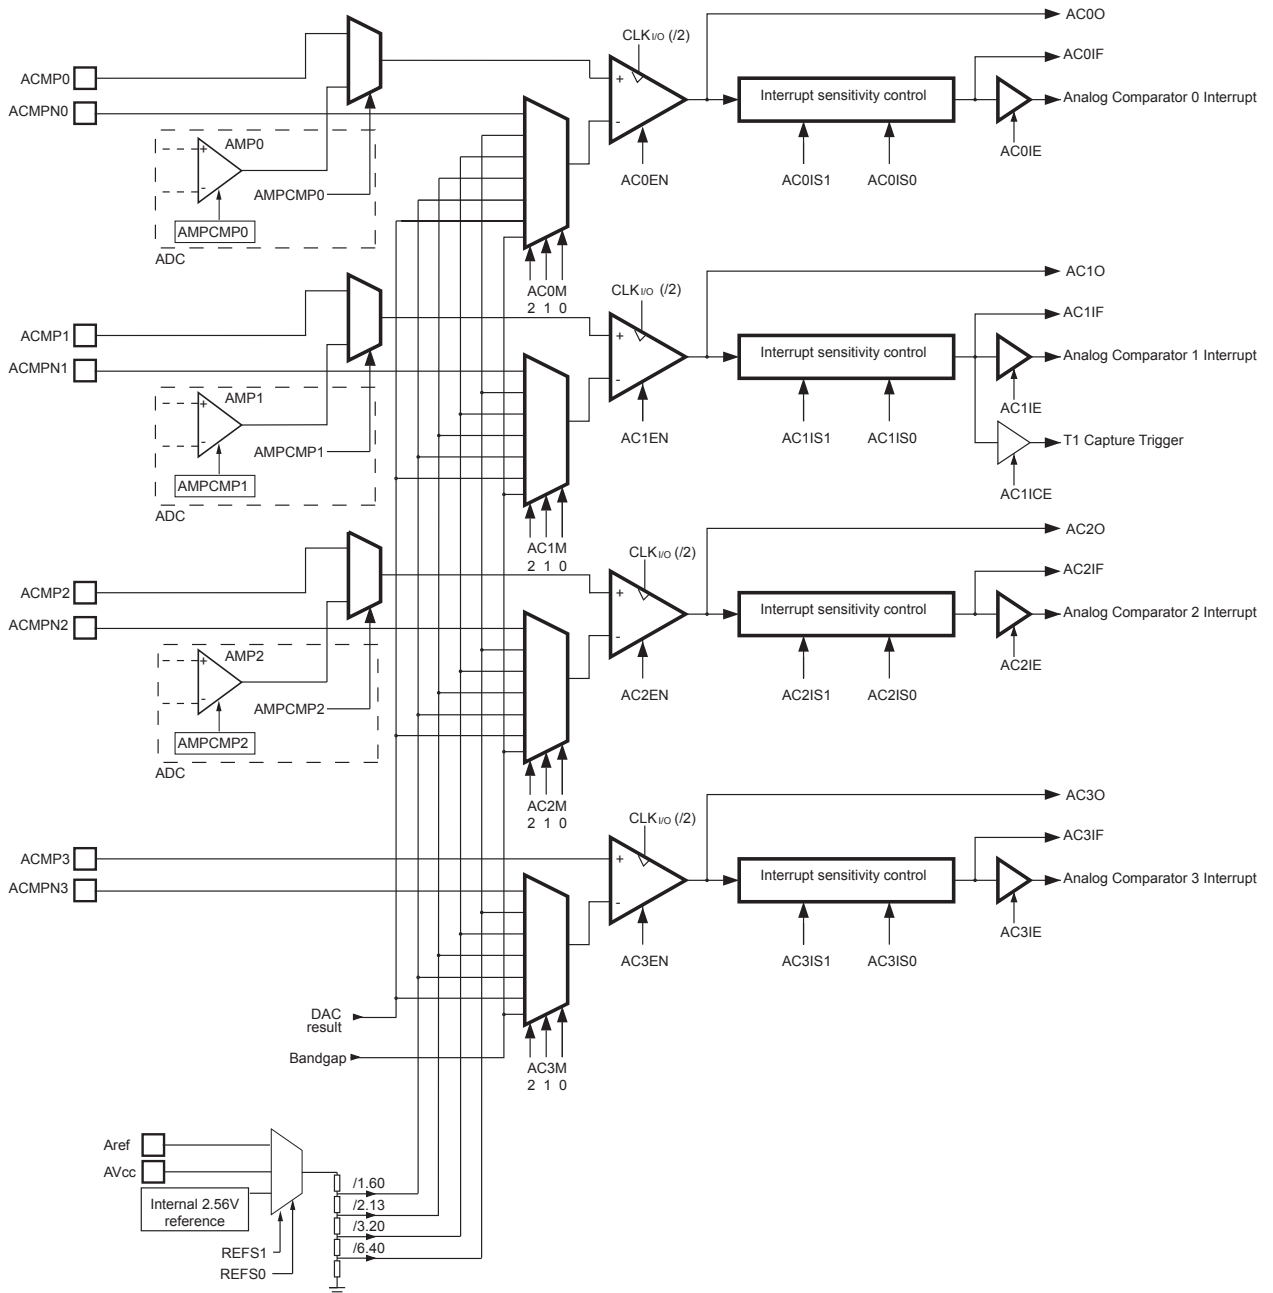 CLKI/O (/2)
AC0O
AC0IF
ACMP0
ACMPN0
+
-
Interrupt sensitivity control
Analog Comparator 0 Interrupt
AC0IE
AMP0
+
-
AMPCMP0
AMPCMP0
ADC
AC0EN
AC0IS1
AC0IS0
AC0M
2 1 0
CLKI/O (/2)
AC1O
AC1IF
ACMP1
ACMPN1
+
-
Interrupt sensitivity control
Analog Comparator 1 Interrupt
AC1IE
AMP1
+
-
AMPCMP1
AMPCMP1
ADC
AC1EN
AC1IS1
AC1IS0
T1 Capture Trigger
AC1ICE
AC1M
2 1 0
CLKI/O (/2)
AC2O
AC2IF
ACMP2
ACMPN2
+
-
Interrupt sensitivity control
Analog Comparator 2 Interrupt
AC2IE
AMP2
+
-
AMPCMP2
AMPCMP2
ADC
AC2EN
AC2IS1
AC2IS0
AC2M
2 1 0
CLKI/O (/2)
AC3O
AC3IF
ACMP3
ACMPN3
+
-
Interrupt sensitivity control
Analog Comparator 3 Interrupt
AC3IE
AC3EN
AC3IS1
AC3IS0
DAC
result
Bandgap
AC3M
2 1 0
Aref
AVcc
Internal 2.56V
reference
REFS1
REFS0
/1.60
/2.13
/3.20
/6.40